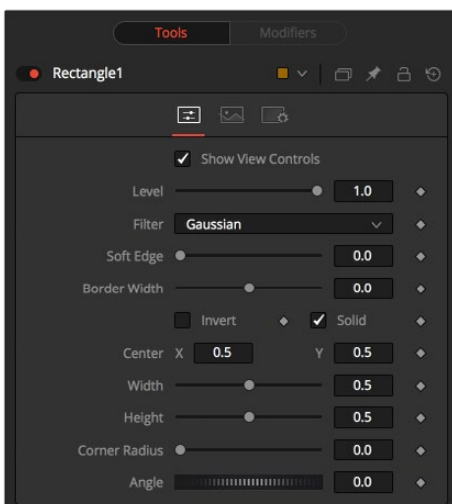 Tools Modifiers
Rectangle1
Show View Controls
Level 1.0
Filter Gaussian
Soft Edge 0.0
Border Width 0.0
Invert Solid
Center X 0.5 Y 0.5
Width 0.5
Height 0.5
Corner Radius 0.0
Angle 0.0